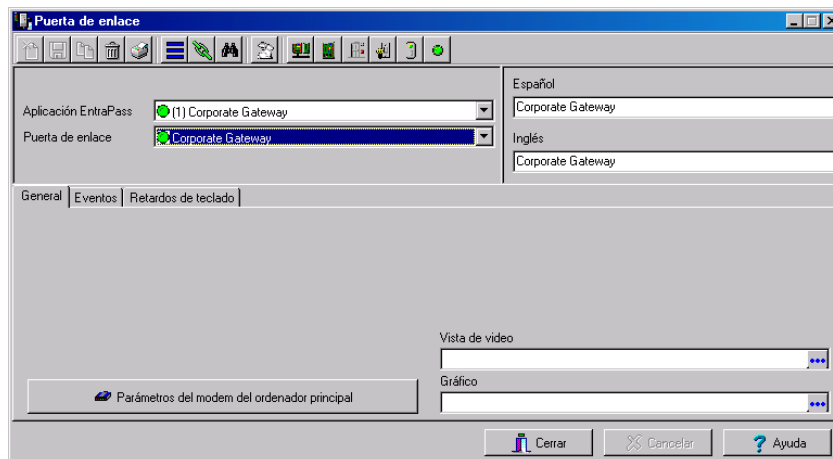 Puerta de enlace
Aplicación EntraPass
(1) Corporate Gateway
Puerta de enlace
Corporate Gateway
Español
Corporate Gateway
Inglés
Corporate Gateway
General
Eventos
Retardos de teclado
Vista de video
Gráfico
Parámetros del modem del ordenador principal
Cerrar
Cancelar
Ayuda